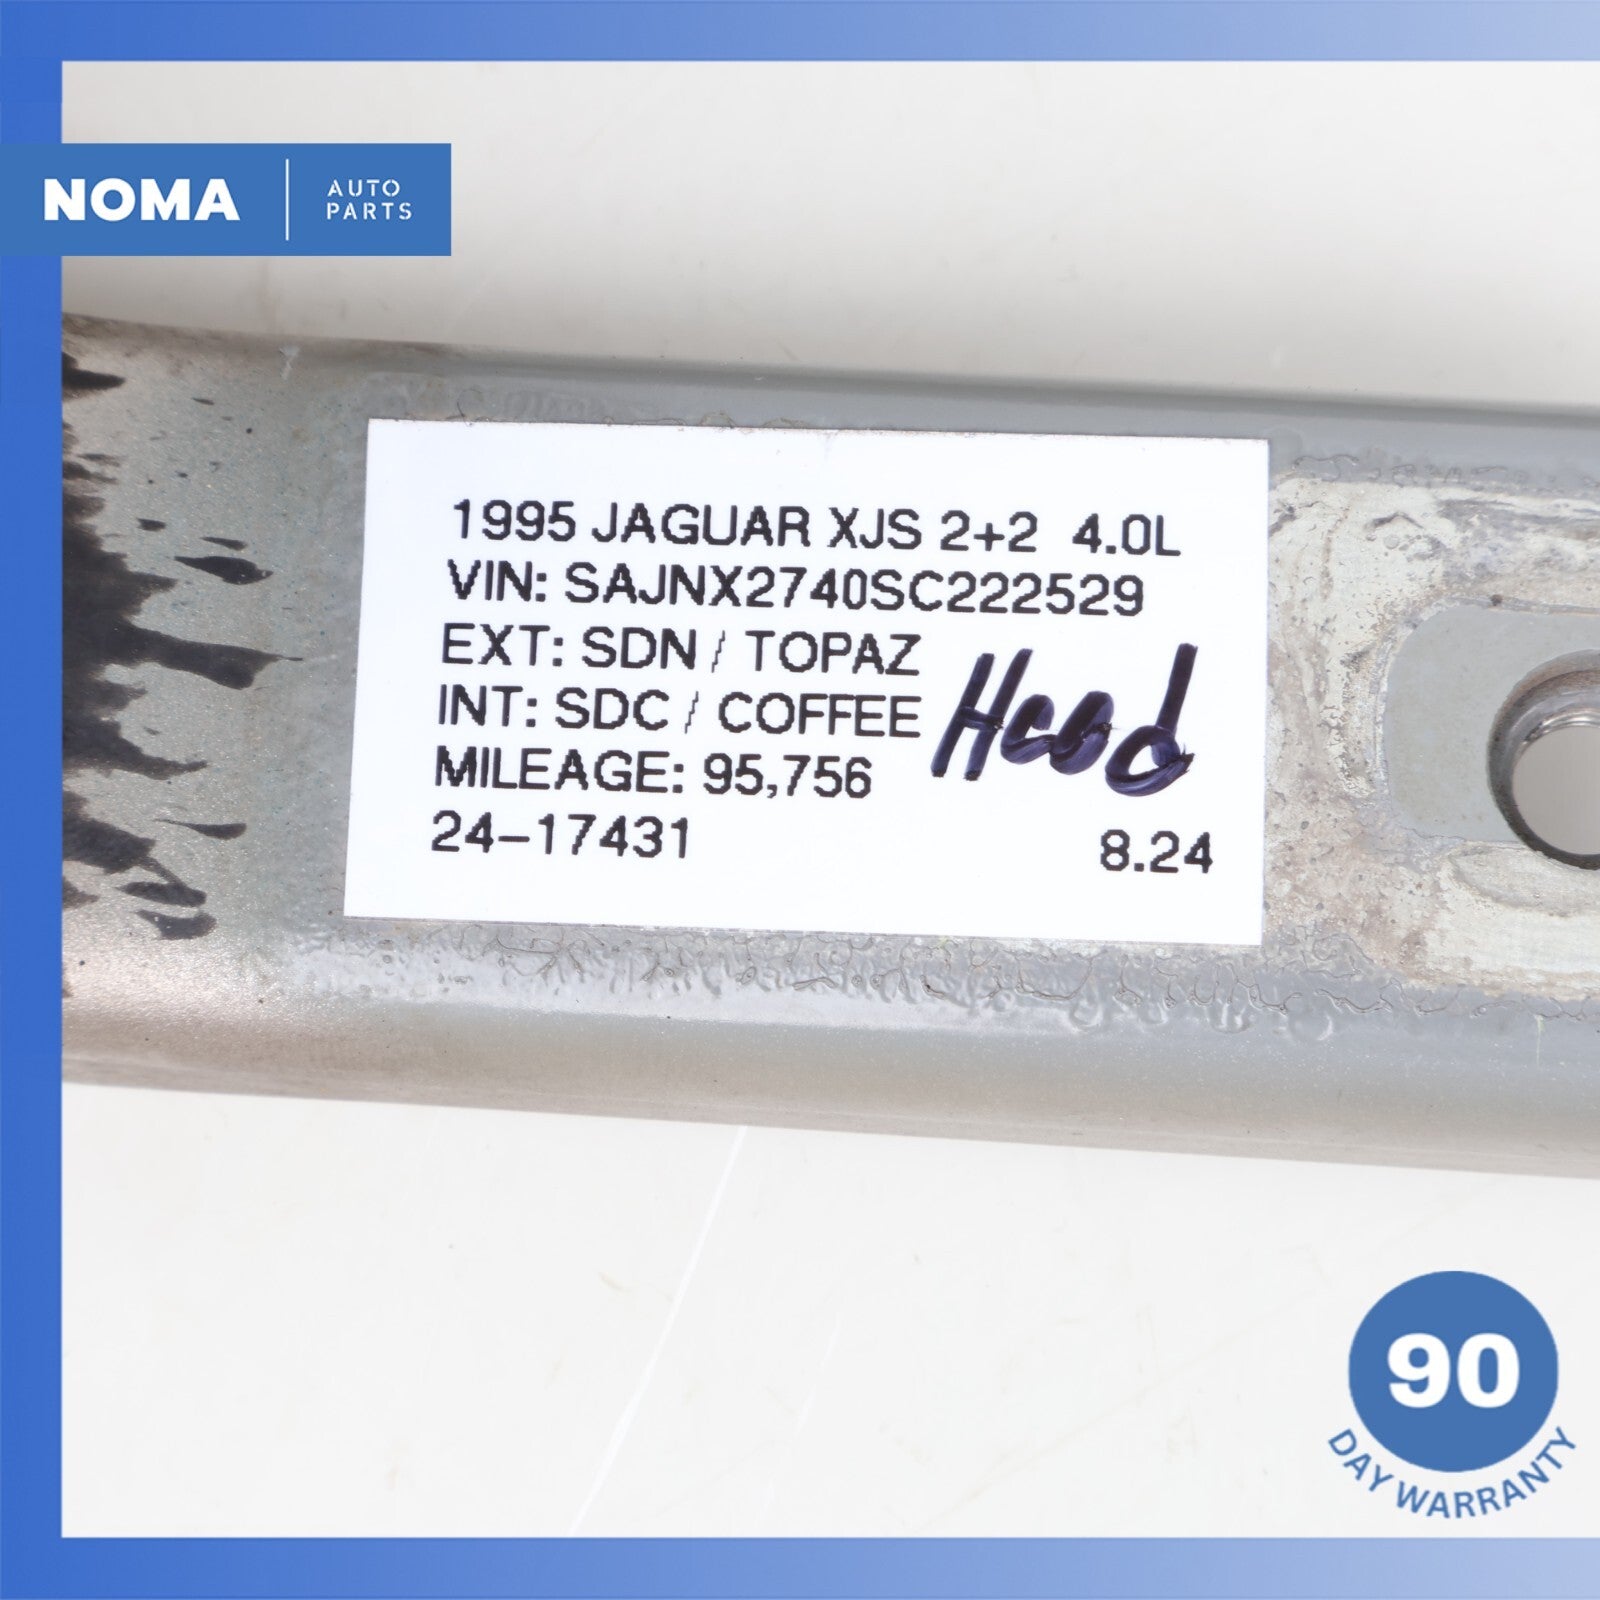 NOMA
AUTO
PARTS
1995 JAGUAR XJS 2+2 4.0L
VIN: SAJNX2740SC222529
EXT: SDN / TOPAZ
INT: SDC / COFFEE
Hood
MILEAGE: 95,756
24-17431
8.24
90
DAY WARRANTY